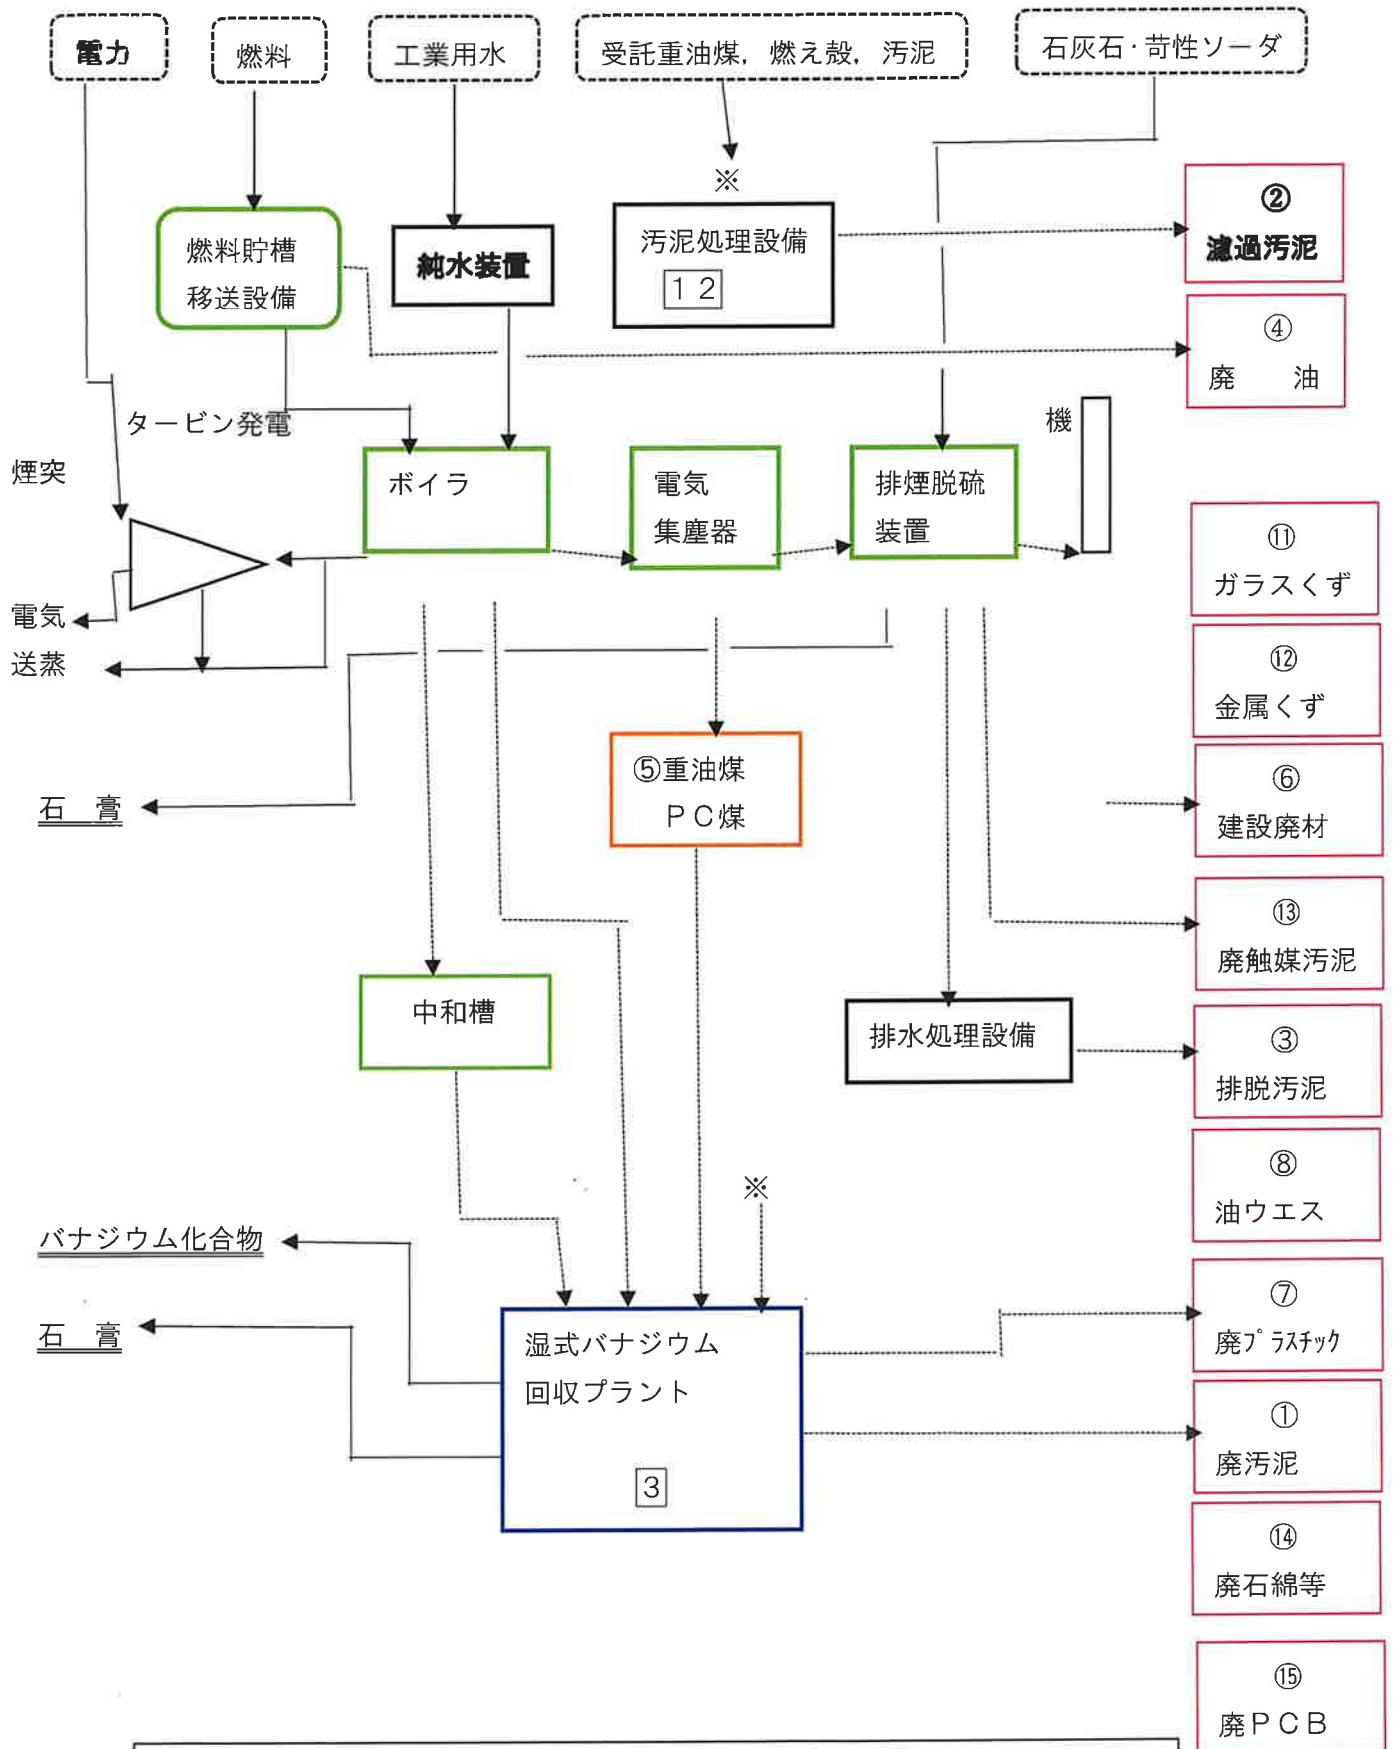 電力
燃料
工業用水
受託重油煤，燃え殻，汚泥
石灰石・苛性ソーダ
※
②
濾過汚泥
燃料貯槽
移送設備
純水装置
汚泥処理設備
１２
④
廃　　油
タービン発電
機
煙突
ボイラ
電気
集塵器
排煙脱硫
装置
⑪
ガラスくず
電気
送蒸
⑫
金属くず
⑤重油煤
ＰＣ煤
石　膏
⑥
建設廃材
⑬
廃触媒汚泥
中和槽
排水処理設備
③
排脱汚泥
⑧
油ウエス
※
バナジウム化合物
石　膏
湿式バナジウム
回収プラント
３
⑦
廃ﾌﾟﾗｽﾁｯｸ
①
廃汚泥
⑭
廃石綿等
⑮
廃ＰＣＢ